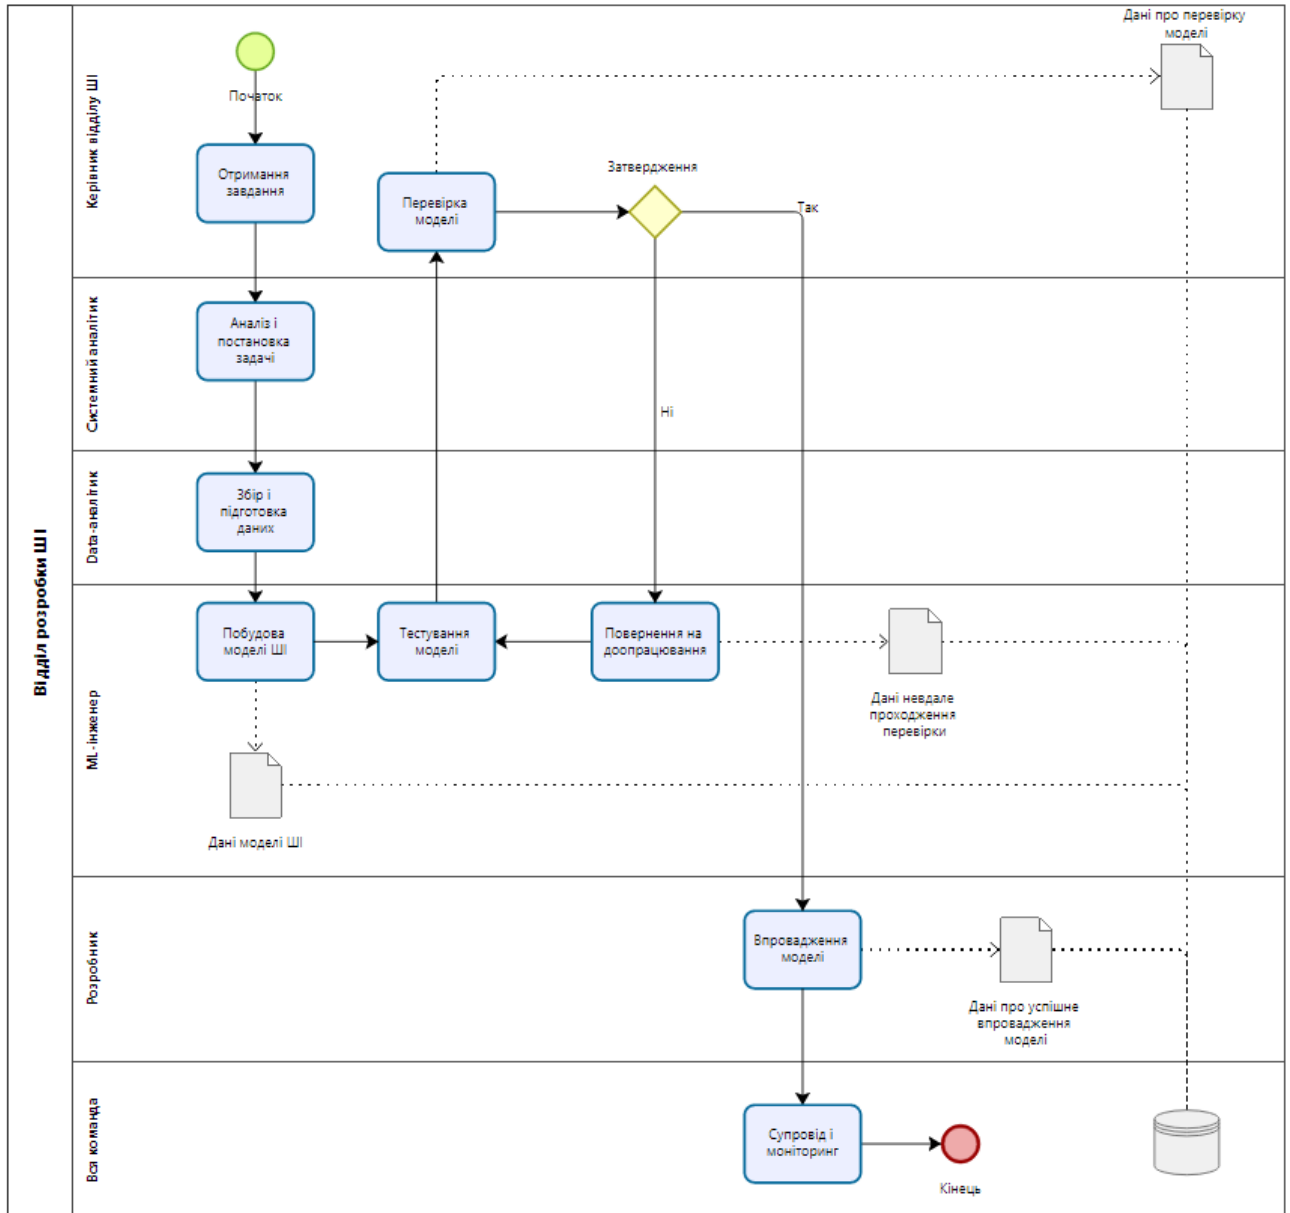 Відділ розробки ШІ
Керівник відділу ШІ
Початок
Отримання
завдання
Перевірка
моделі
Затвердження
Так
Дані про перевірку
моделі
Системний аналітик
Аналіз і
постановка
задачі
Ні
Data-аналітик
Збір і
підготовка
даних
ML-інженер
Побудова
моделі ШІ
Тестування
моделі
Повернення на
доопрацювання
Дані невдале
проходження
перевірки
Дані моделі ШІ
Розробник
Впровадження
моделі
Дані про успішне
впровадження
моделі
Вся команда
Супровід і
моніторинг
Кінець